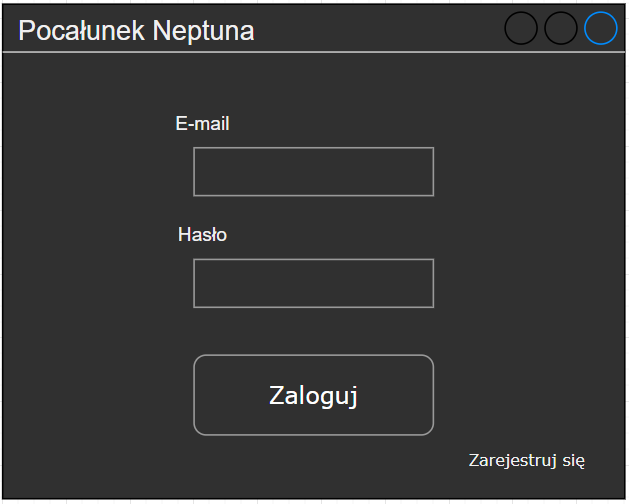 Pocałunek Neptuna
E-mail
Hasło
Zaloguj
Zarejestruj się